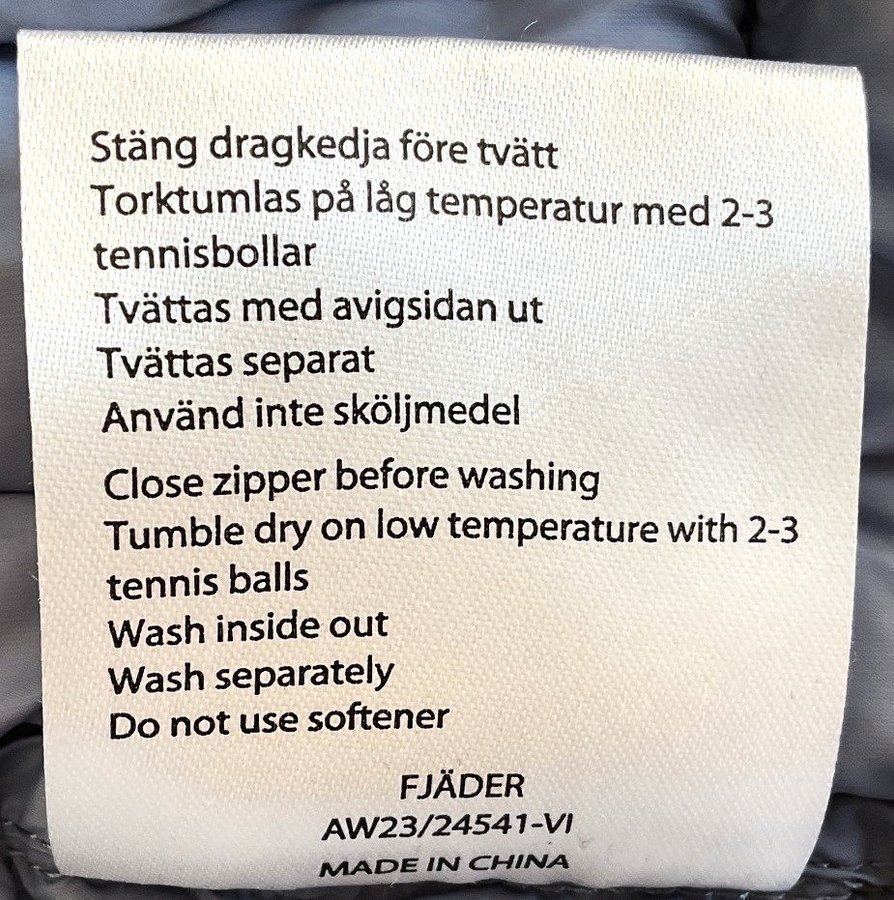 Stäng dragkedja före tvätt
Torktumlas på låg temperatur med 2-3
tennisbollar
Tvättas med avigsidan ut
Tvättas separat
Använd inte sköljmedel
Close zipper before washing
Tumble dry on low temperature with 2-3
tennis balls
Wash inside out
Wash separately
Do not use softener
FJÄDER
AW23/24541-VI
MADE IN CHINA